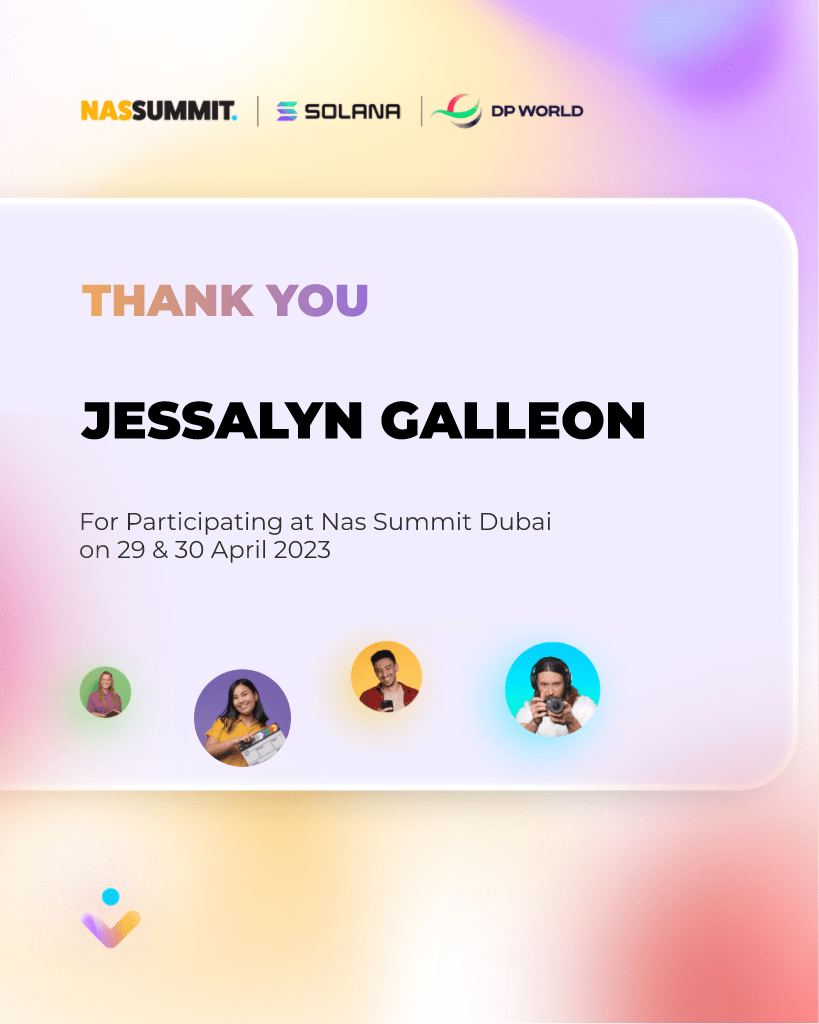 NASSUMMIT. | SOLANA | DP WORLD
THANK YOU
JESSALYN GALLEON
For Participating at Nas Summit Dubai
on 29 & 30 April 2023